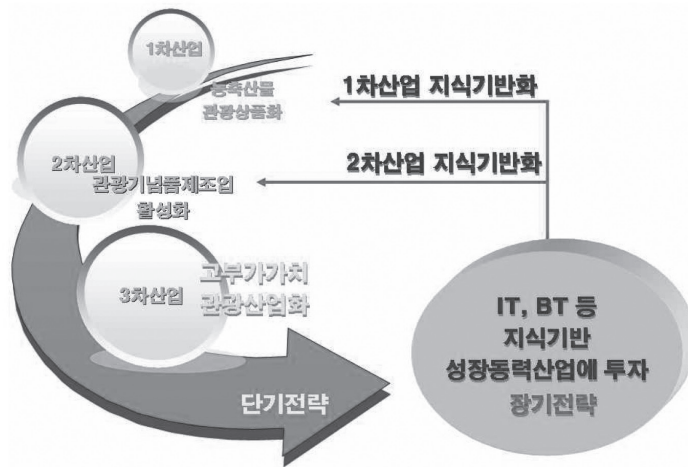 1차산업
농축산물
관광상품화
1차산업 지식기반화
2차산업 지식기반화
2차산업
관광기념품제조업
활성화
3차산업
고부가가치
관광산업화
IT, BT 등
지식기반
성장동력산업에 투자
장기전략
단기전략